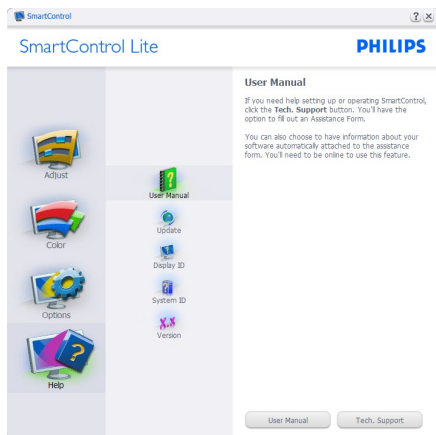 SmartControl
? x
SmartControl Lite
PHILIPS
Adjust
Color
Options
Help
User Manual
Update
Display ID
System ID
X.X
Version
User Manual
If you need help setting up or operating SmartControl,
click the Tech. Support button. You'll have the
option to fill out an Assistance Form.
You can also choose to have information about your
software automatically attached to the assistance
form. You'll need to be online to use this feature.
User Manual
Tech. Support